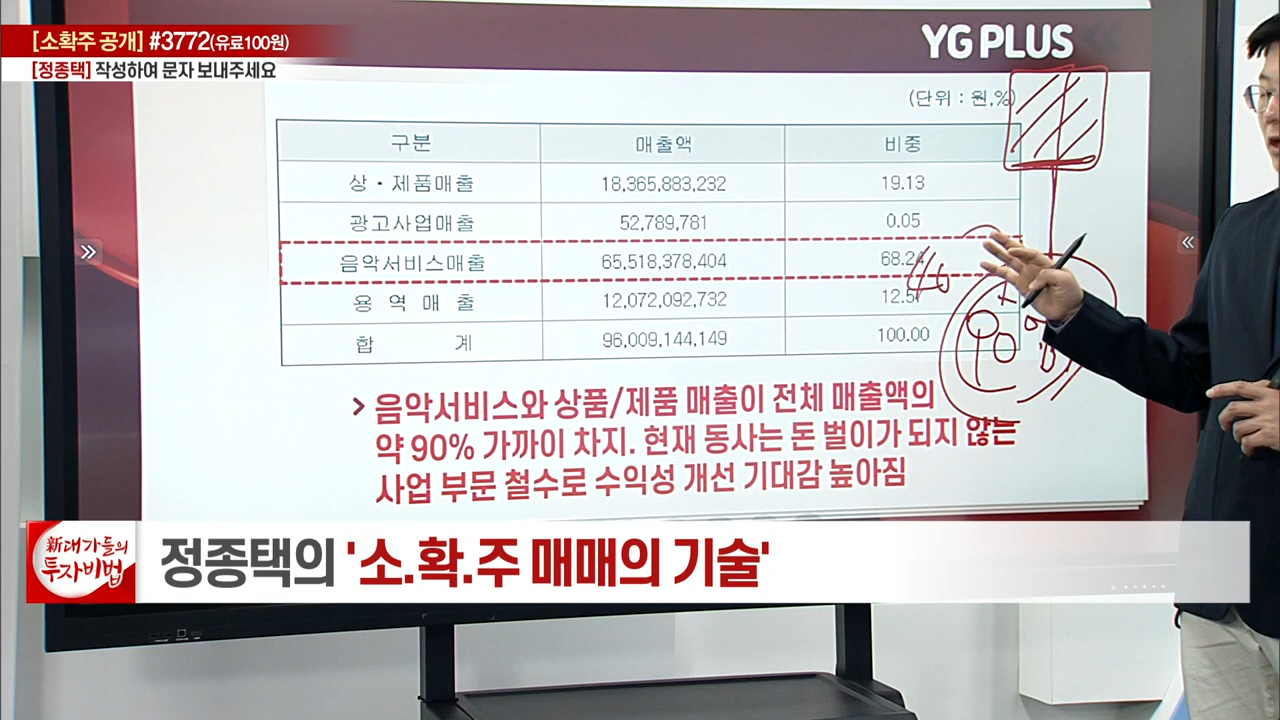 [소확주 공개] #3772(유료100원)
[정종택] 작성하여 문자 보내주세요
YG PLUS
(단위 : 원,%)
구분 매출액 비중
상·제품매출 18,365,883,232 19.13
광고사업매출 52,789,781 0.05
음악서비스매출 65,518,378,404 68.24
용 역 매 출 12,072,092,732 12.57
합 계 96,009,144,149 100.00
음악서비스와 상품/제품 매출이 전체 매출액의
약 90% 가까이 차지. 현재 동사는 돈 벌이가 되지 않는
사업 부문 철수로 수익성 개선 기대감 높아짐
新대가들의
투자비법
정종택의 '소.확.주 매매의 기술'